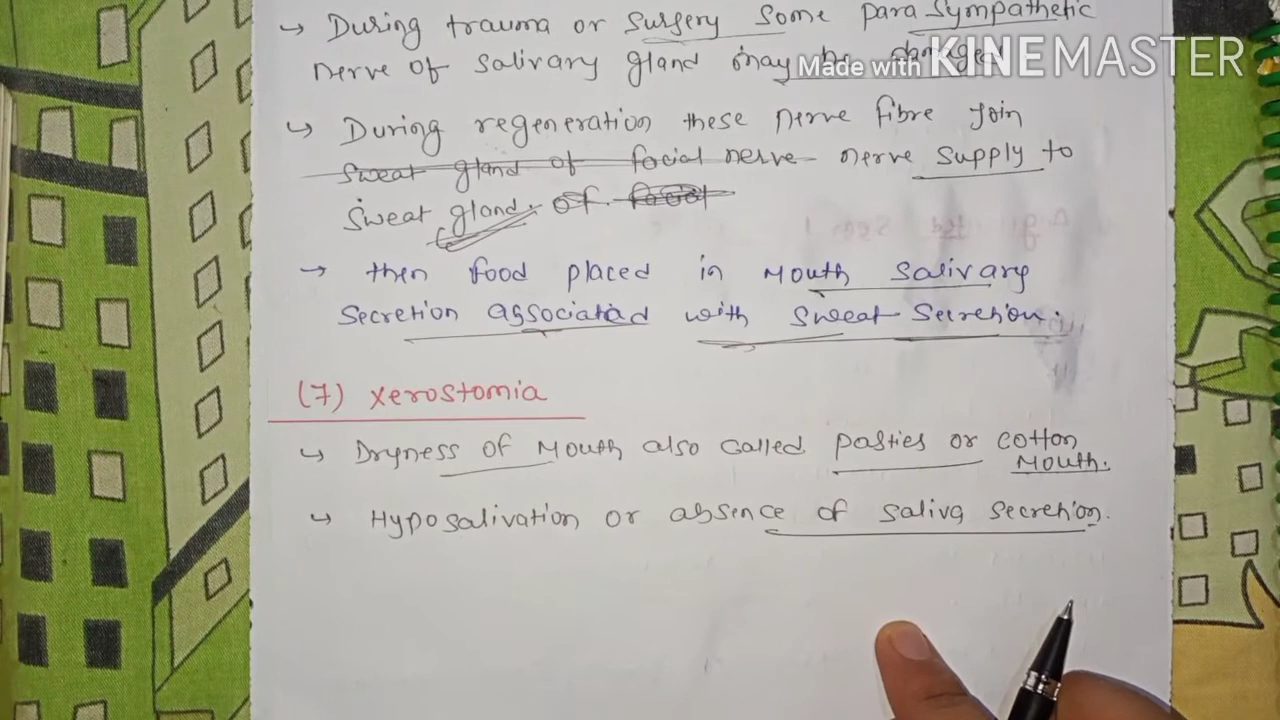 → During trauma or surgery some para sympathetic
nerve of salivary gland may be
Made with KINEMASTER
↳ During regeneration these nerve fibre join
sweat gland of facial nerve nerve supply to
sweat gland. of
→ then food placed in Mouth salivary
secretion associated with sweat secretion.
(7) Xerostomia
↳ Dryness of Mouth also called pasties or cotton
Mouth.
↳ Hyposalivation or absence of saliva secretion.